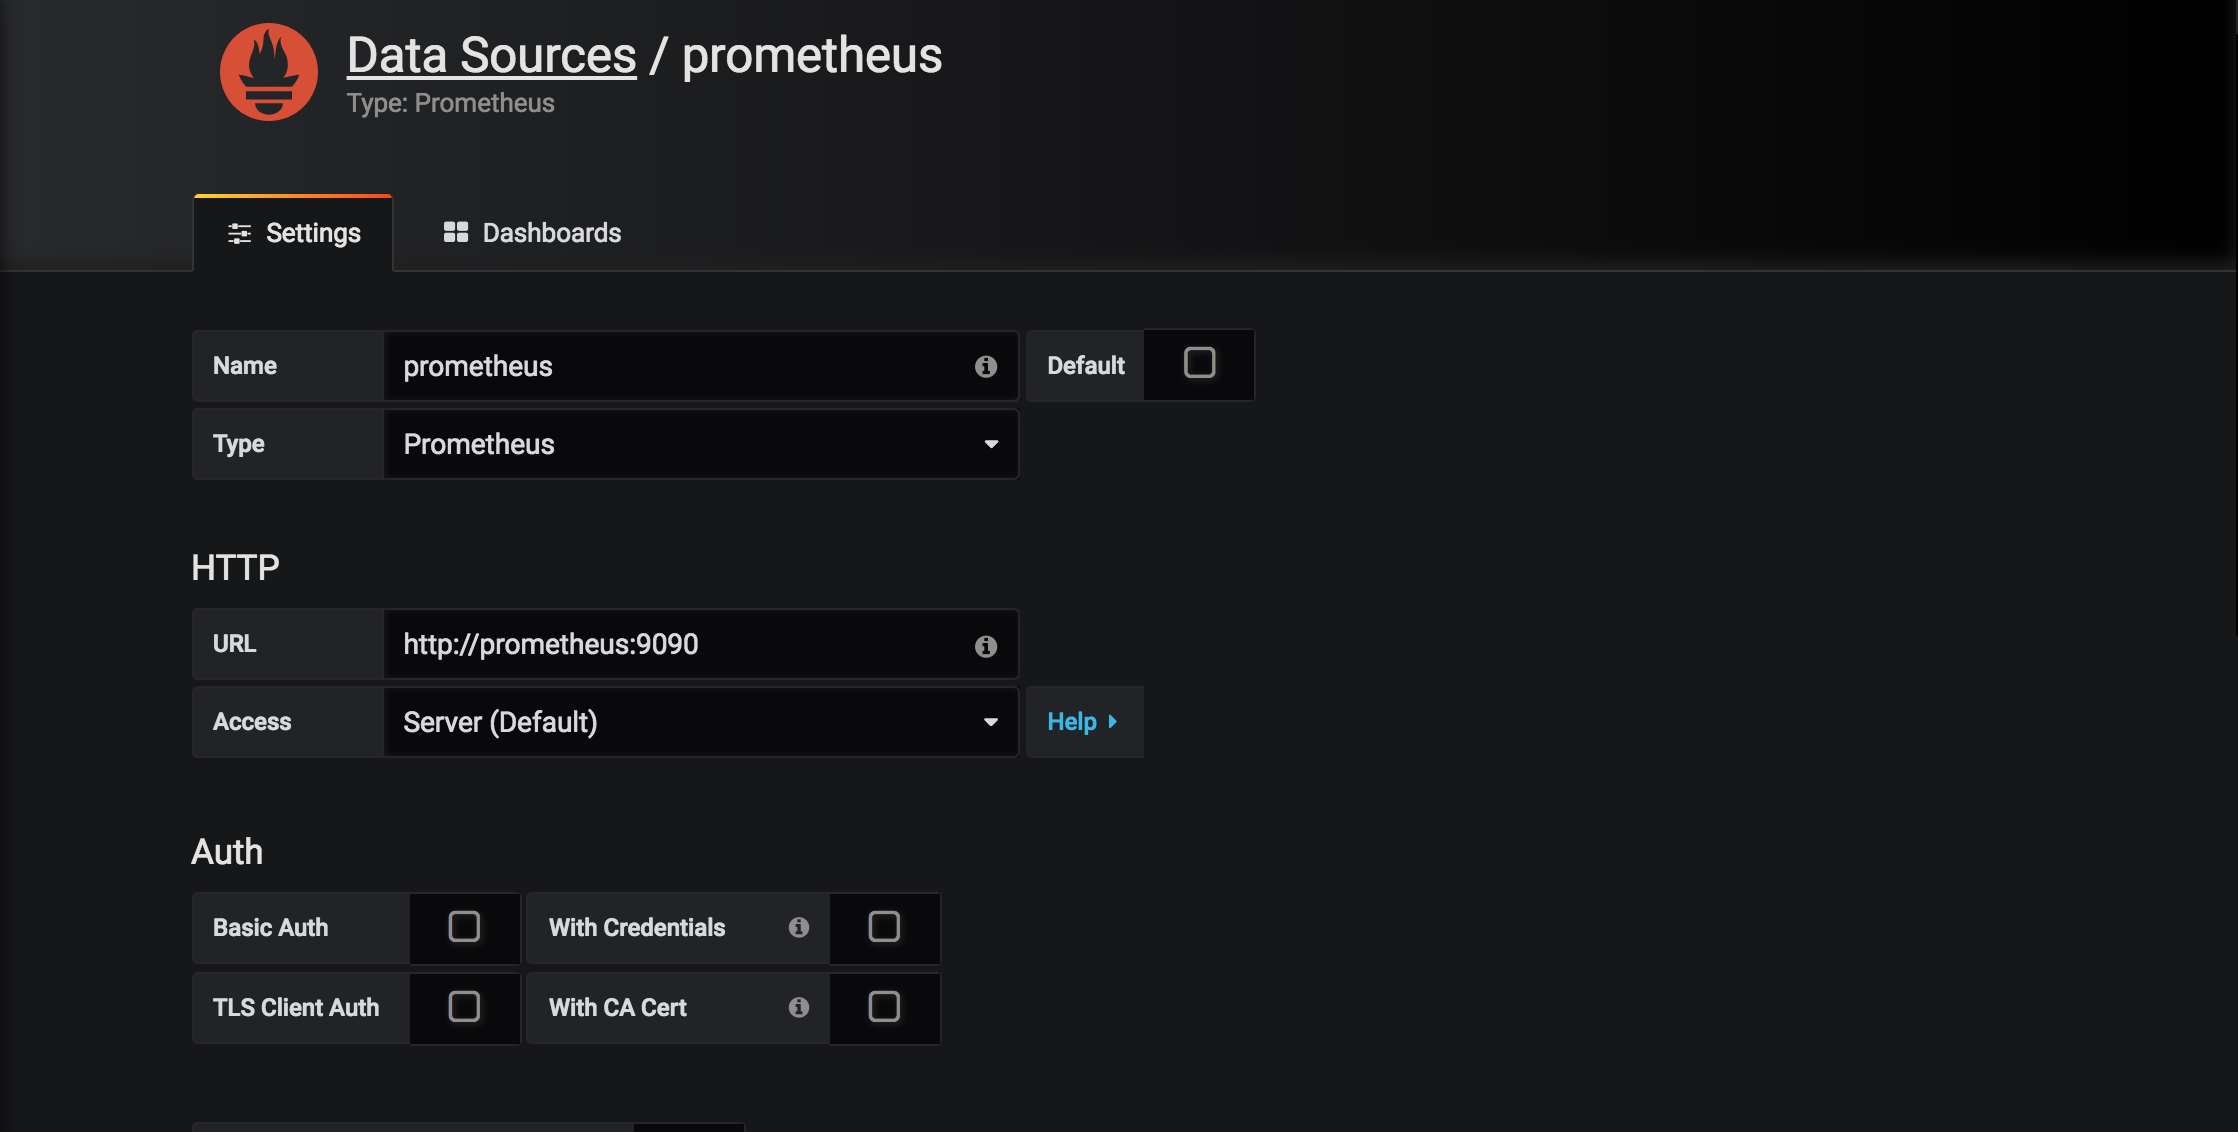 Data Sources / prometheus
Type: Prometheus
Settings Dashboards
Name prometheus Default
Type Prometheus
HTTP
URL http://prometheus:9090
Access Server (Default) Help
Auth
Basic Auth With Credentials
TLS Client Auth With CA Cert